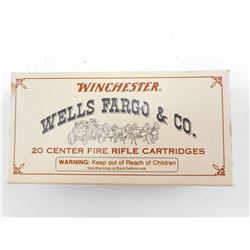 WINCHESTER
WELLS FARGO & CO.
20 CENTER FIRE RIFLE CARTRIDGES
WARNING: Keep out of Reach of Children
See Warning on Back before use